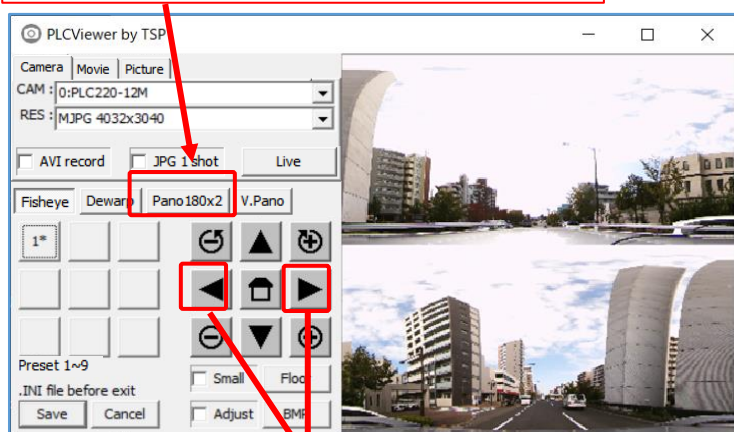 PLCViewer by TSP
Camera Movie Picture
CAM : 0:PLC220-12M
RES : MJPG 4032x3040
AVI record JPG 1 shot Live
Fisheye Dewarp Pano180x2 V.Pano
1*
Preset 1~9
.INI file before exit
Small Floor
Save Cancel Adjust BMP